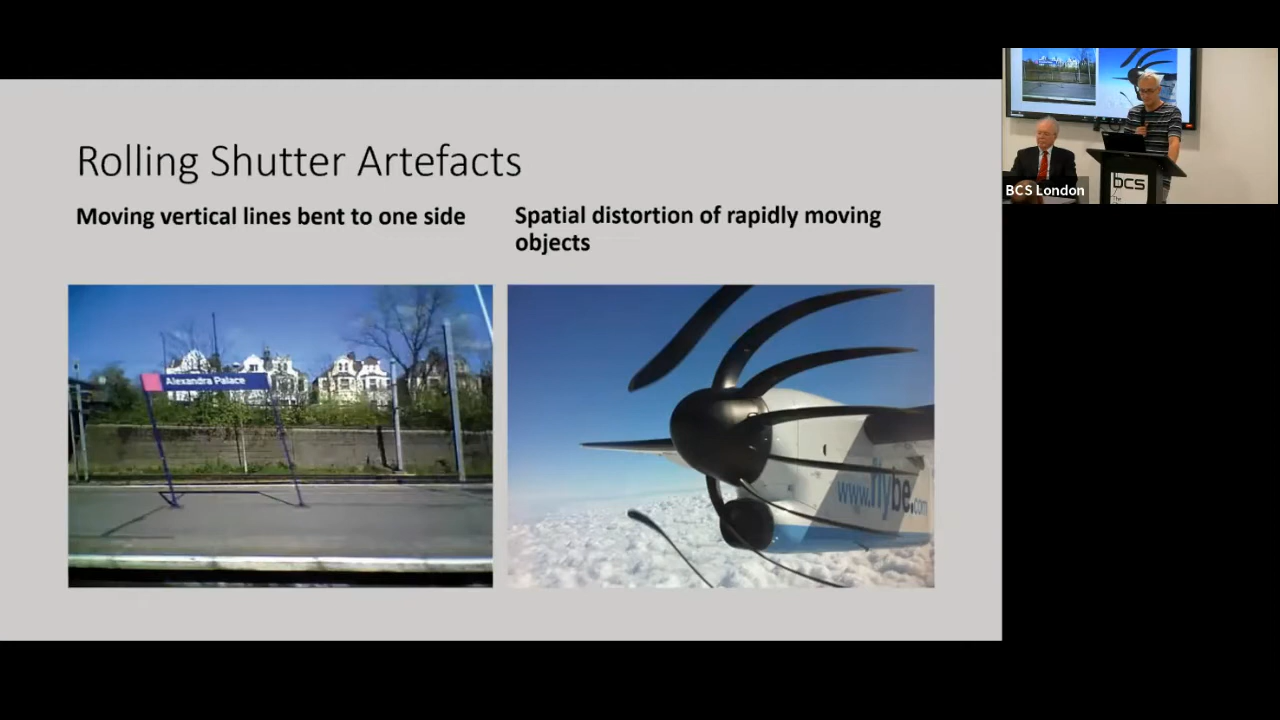 Rolling Shutter Artefacts
Moving vertical lines bent to one side
Spatial distortion of rapidly moving
objects
Alexandra Palace
www.flybe.com
BCS London
bcs
The